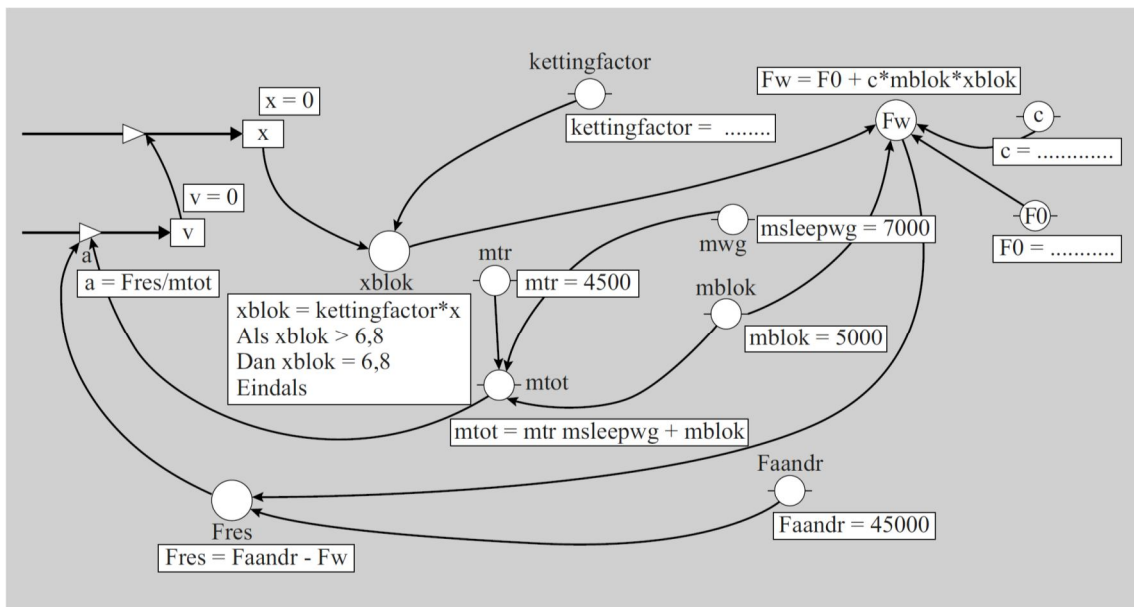 kettingfactor
Fw = F0 + c*mblok*xblok
x = 0
x
kettingfactor = ........
Fw
c
c = .............
v = 0
v
F0
F0 = ...........
a
a = Fres/mtot
xblok
xblok = kettingfactor*x
Als xblok > 6,8
Dan xblok = 6,8
Eindals
mtr
mtr = 4500
mwg
msleepwg = 7000
mblok
mblok = 5000
mtot
mtot = mtr msleepwg + mblok
Faandr
Faandr = 45000
Fres
Fres = Faandr - Fw